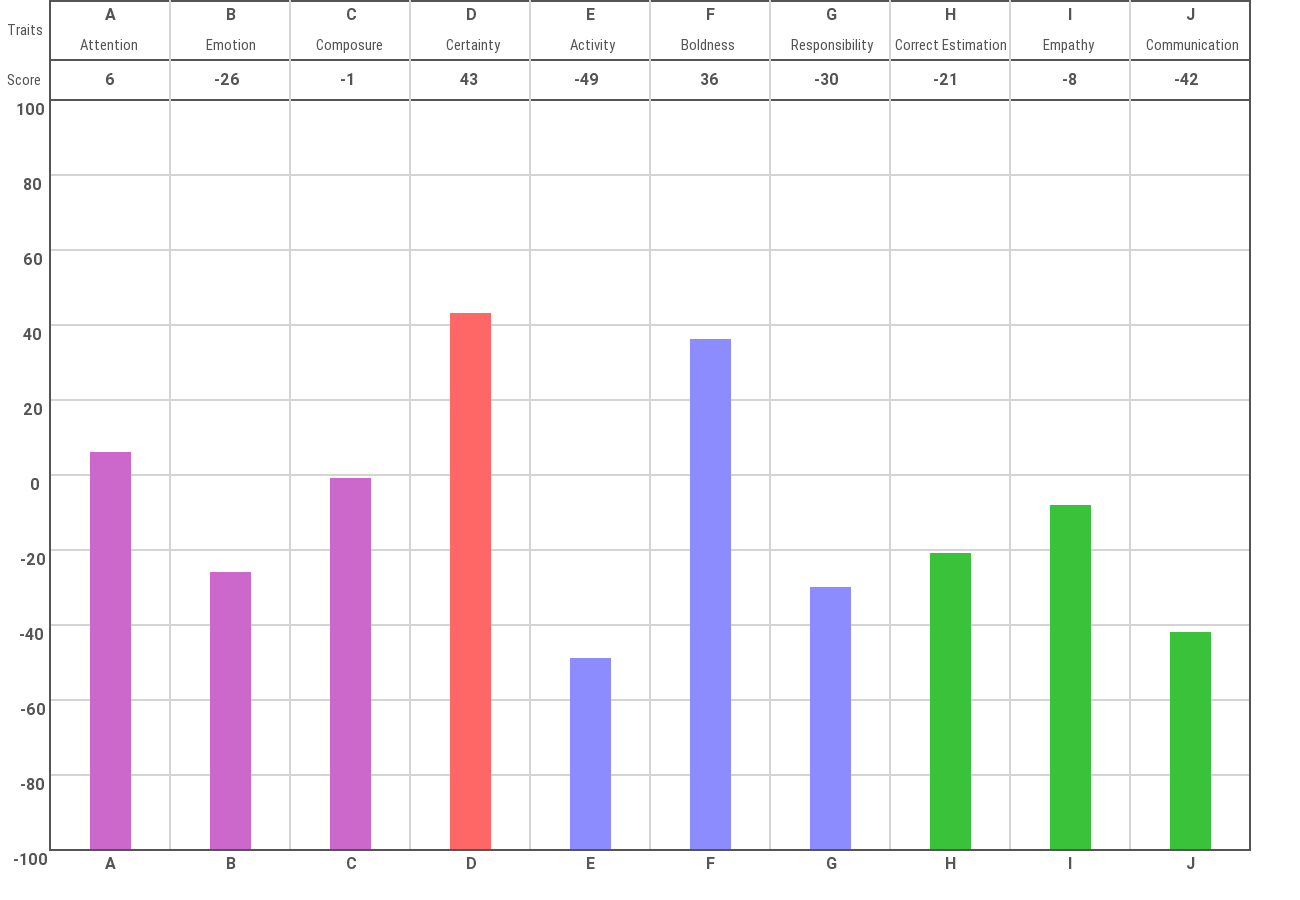 Traits A B C D E F G H I J
Attention Emotion Composure Certainty Activity Boldness Responsibility Correct Estimation Empathy Communication
Score 6 -26 -1 43 -49 36 -30 -21 -8 -42
100
80
60
40
20
0
-20
-40
-60
-80
-100
A B C D E F G H I J